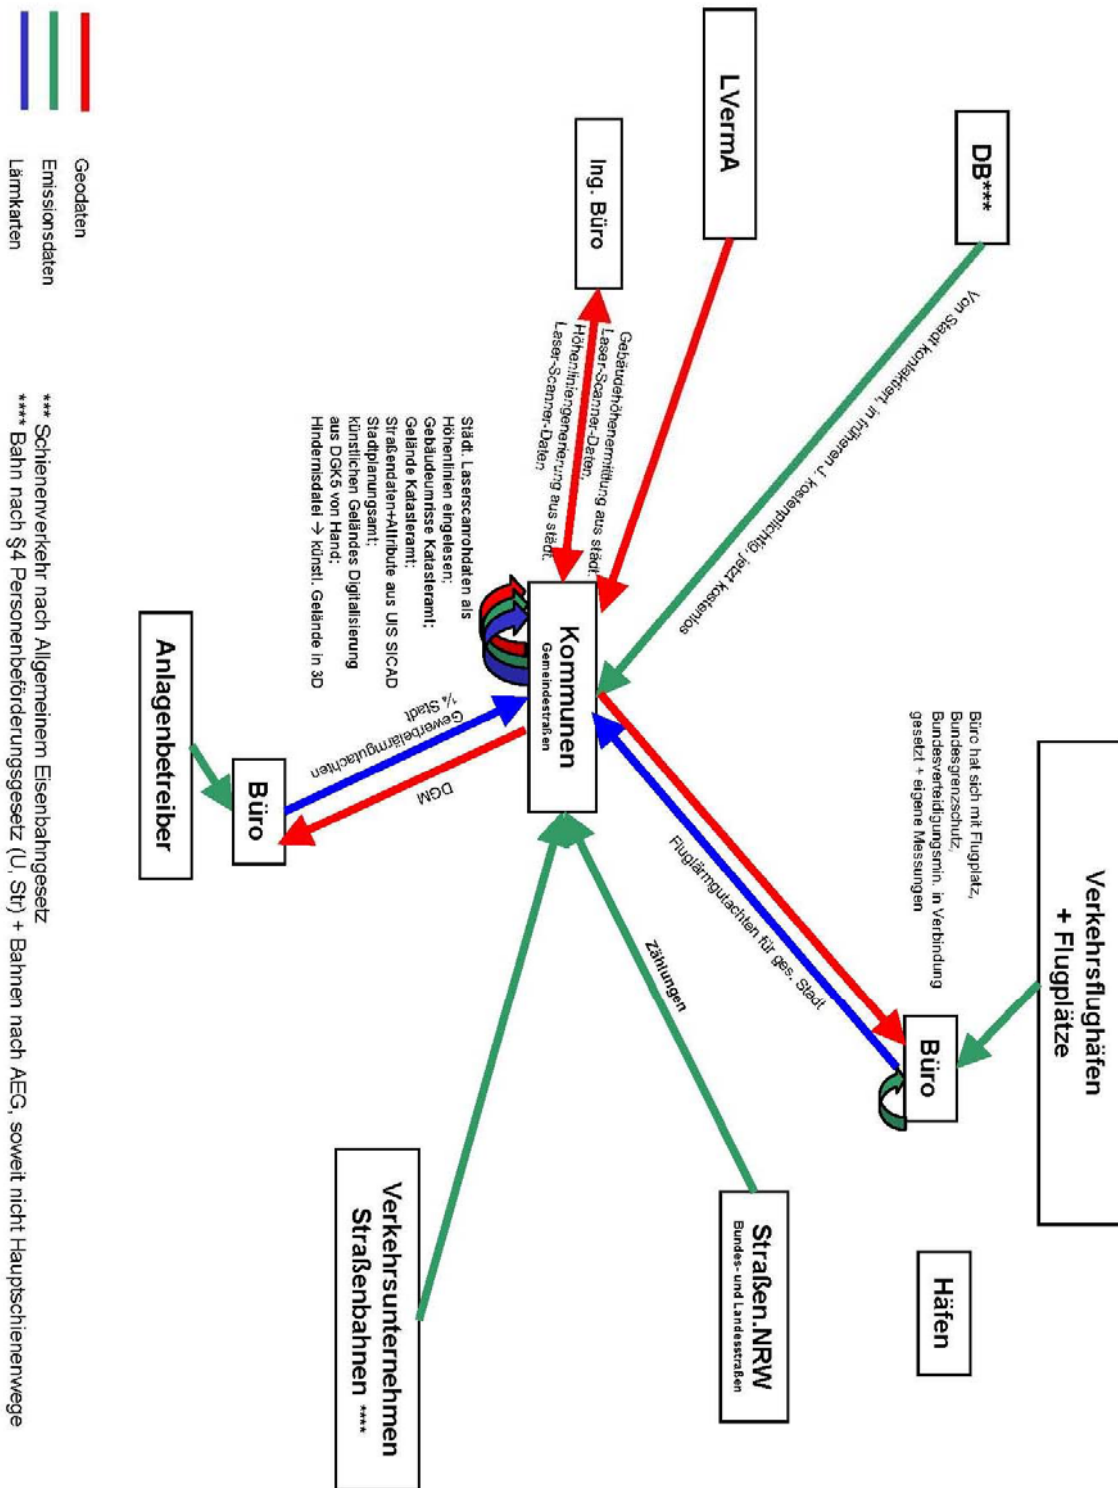 Verkehrsflughäfen
+ Flugplätze
Häfen
DB***
Büro hat sich mit Flugplatz,
Bundesgrenzschutz,
Bundesverteidigungsmin. in Verbindung
gesetzt + eigene Messungen
Büro
Von Stadt kontaktiert, in früheren J. kostenplichtig, jetzt kostenlos
Fluglärmgutachten für ges. Stadt
LVermA
Straßen.NRW
Bundes- und Landesstraßen
Zählungen
Ing. Büro
Gebäudehöhenermittlung aus städt.
Laser-Scanner-Daten;
Höhenliniengenerierung aus städt.
Laser-Scanner-Daten
Kommunen
Gemeindestraßen
Städt. Laserscanrohdaten als
Höhenlinien eingelesen;
Gebäudeumrisse Katasteramt;
Gelände Katasteramt;
Straßendaten+Attribute aus UIS SICAD
Stadtplanungsamt;
künstlichen Geländes Digitalisierung
aus DGK5 von Hand;
Hindernisdatei → künstl. Gelände in 3D
Gewerbelärmgutachten
¼ Stadt
DGM
Verkehrsunternehmen
Straßenbahnen ****
Büro
Anlagenbetreiber
Geodaten
Emissionsdaten
Lärmkarten
*** Schienenverkehr nach Allgemeinem Eisenbahngesetz
**** Bahn nach §4 Personenbeförderungsgesetz (U, Str) + Bahnen nach AEG, soweit nicht Hauptschienenwege